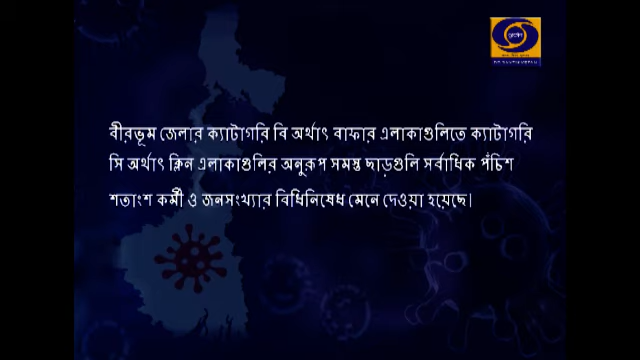 বীরভূম জেলার ক্যাটাগরি বি অর্থাৎ বাফার এলাকাগুলিতে ক্যাটাগরি
সি অর্থাৎ ক্লিন এলাকাগুলির অনুরূপ সমস্ত ছাড়গুলি সর্বাধিক পঁচিশ
শতাংশ কর্মী ও জনসংখ্যার বিধিনিষেধ মেনে দেওয়া হয়েছে।